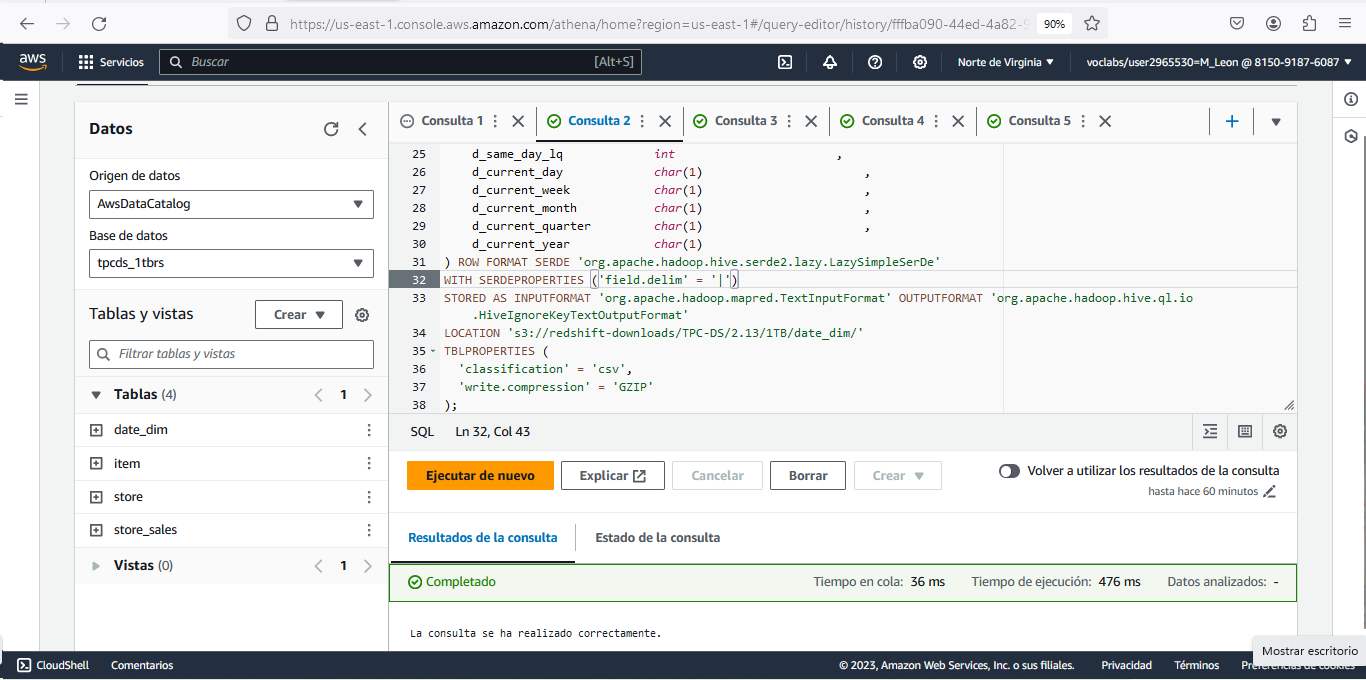 https://us-east-1.console.aws.amazon.com/athena/home?region=us-east-1#/query-editor/history/fffba090-44ed-4a82-9
90%
aws
Servicios
Buscar
[Alt+S]
Norte de Virginia
voclabs/user2965530=M_Leon @ 8150-9187-6087
Datos
Origen de datos
AwsDataCatalog
Base de datos
tpcds_1tbrs
Tablas y vistas
Crear
Filtrar tablas y vistas
Tablas (4)
1
date_dim
item
store
store_sales
Vistas (0)
1
Consulta 1
Consulta 2
Consulta 3
Consulta 4
Consulta 5
25 d_same_day_lq int ,
26 d_current_day char(1) ,
27 d_current_week char(1) ,
28 d_current_month char(1) ,
29 d_current_quarter char(1) ,
30 d_current_year char(1)
31 ) ROW FORMAT SERDE 'org.apache.hadoop.hive.serde2.lazy.LazySimpleSerDe'
32 WITH SERDEPROPERTIES ('field.delim' = '|')
33 STORED AS INPUTFORMAT 'org.apache.hadoop.mapred.TextInputFormat' OUTPUTFORMAT 'org.apache.hadoop.hive.ql.io
.HiveIgnoreKeyTextOutputFormat'
34 LOCATION 's3://redshift-downloads/TPC-DS/2.13/1TB/date_dim/'
35 TBLPROPERTIES (
36 'classification' = 'csv',
37 'write.compression' = 'GZIP'
38 );
SQL Ln 32, Col 43
Ejecutar de nuevo
Explicar
Cancelar
Borrar
Crear
Volver a utilizar los resultados de la consulta
hasta hace 60 minutos
Resultados de la consulta
Estado de la consulta
Completado
Tiempo en cola: 36 ms
Tiempo de ejecución: 476 ms
Datos analizados: -
La consulta se ha realizado correctamente.
Mostrar escritorio
CloudShell
Comentarios
© 2023, Amazon Web Services, Inc. o sus filiales.
Privacidad
Términos
Preferencias de cookies